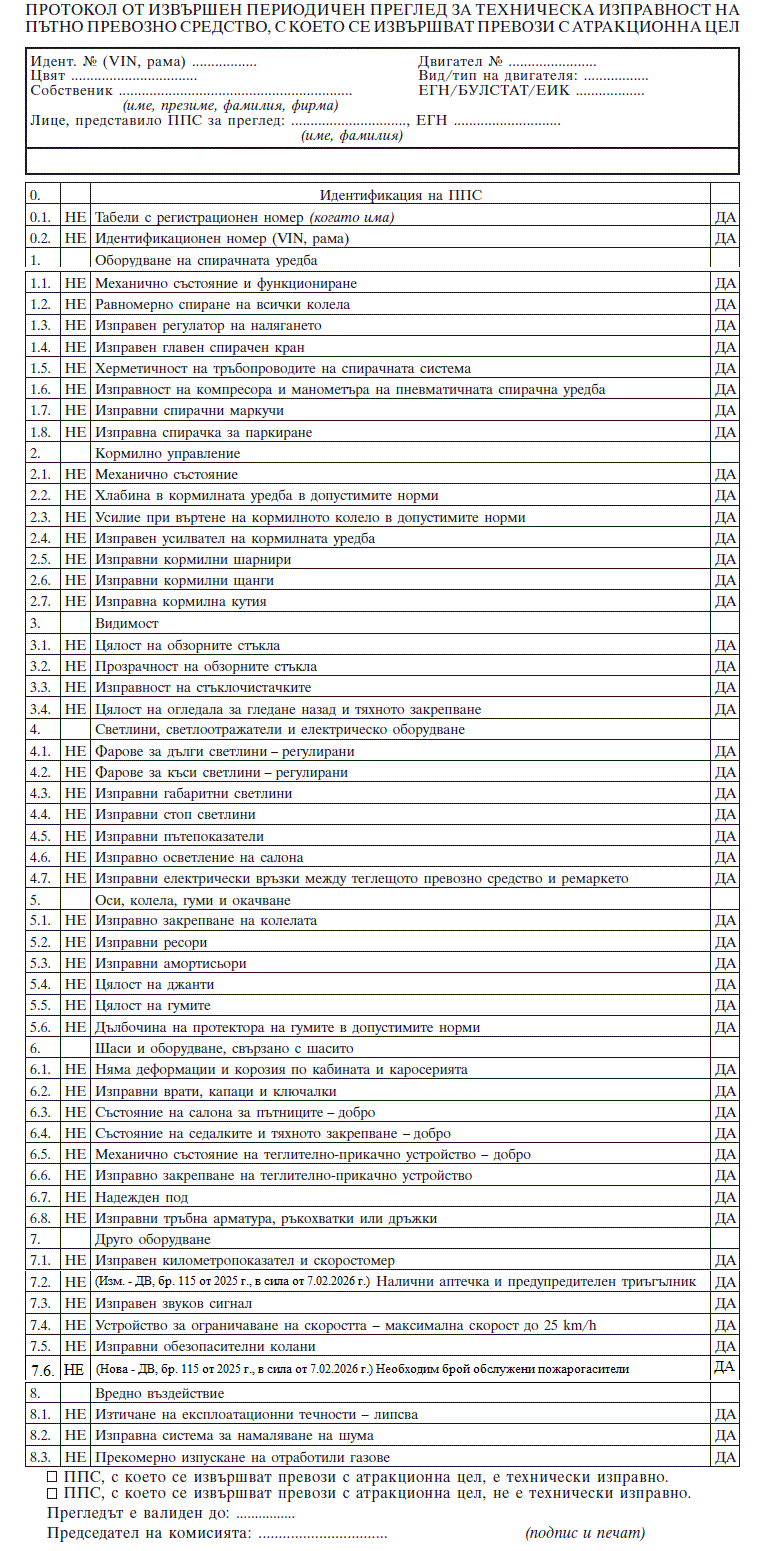 ПРОТОКОЛ ОТ ИЗВЪРШЕН ПЕРИОДИЧЕН ПРЕГЛЕД ЗА ТЕХНИЧЕСКА ИЗПРАВНОСТ НА
ПЪТНО ПРЕВОЗНО СРЕДСТВО, С КОЕТО СЕ ИЗВЪРШВАТ ПРЕВОЗИ С АТРАКЦИОННА ЦЕЛ
Идент. № (VIN, рама) ................. Двигател № .......................
Цвят ................................. Вид/тип на двигателя: .................
Собственик ............................................................. ЕГН/БУЛСТАТ/ЕИК ..................
(име, презиме, фамилия, фирма)
Лице, представило ППС за преглед: .............................., ЕГН ............................
(име, фамилия)
0. Идентификация на ППС
0.1. НЕ Табели с регистрационен номер (когато има) ДА
0.2. НЕ Идентификационен номер (VIN, рама) ДА
1. Оборудване на спирачната уредба
1.1. НЕ Механично състояние и функциониране ДА
1.2. НЕ Равномерно спиране на всички колела ДА
1.3. НЕ Изправен регулатор на налягането ДА
1.4. НЕ Изправен главен спирачен кран ДА
1.5. НЕ Херметичност на тръбопроводите на спирачната система ДА
1.6. НЕ Изправност на компресора и манометъра на пневматичната спирачна уредба ДА
1.7. НЕ Изправни спирачни маркучи ДА
1.8. НЕ Изправна спирачка за паркиране ДА
2. Кормилно управление
2.1. НЕ Механично състояние ДА
2.2. НЕ Хлабина в кормилната уредба в допустимите норми ДА
2.3. НЕ Усилие при въртене на кормилното колело в допустимите норми ДА
2.4. НЕ Изправен усилвател на кормилната уредба ДА
2.5. НЕ Изправни кормилни шарнири ДА
2.6. НЕ Изправни кормилни щанги ДА
2.7. НЕ Изправна кормилна кутия ДА
3. Видимост
3.1. НЕ Цялост на обзорните стъкла ДА
3.2. НЕ Прозрачност на обзорните стъкла ДА
3.3. НЕ Изправност на стъклочистачките ДА
3.4. НЕ Цялост на огледала за гледане назад и тяхното закрепване ДА
4. Светлини, светлоотражатели и електрическо оборудване
4.1. НЕ Фарове за дълги светлини – регулирани ДА
4.2. НЕ Фарове за къси светлини – регулирани ДА
4.3. НЕ Изправни габаритни светлини ДА
4.4. НЕ Изправни стоп светлини ДА
4.5. НЕ Изправни пътепоказатели ДА
4.6. НЕ Изправно осветление на салона ДА
4.7. НЕ Изправни електрически връзки между теглещото превозно средство и ремаркето ДА
5. Оси, колела, гуми и окачване
5.1. НЕ Изправно закрепване на колелата ДА
5.2. НЕ Изправни ресори ДА
5.3. НЕ Изправни амортисьори ДА
5.4. НЕ Цялост на джанти ДА
5.5. НЕ Цялост на гумите ДА
5.6. НЕ Дълбочина на протектора на гумите в допустимите норми ДА
6. Шаси и оборудване, свързано с шасито
6.1. НЕ Няма деформации и корозия по кабината и каросерията ДА
6.2. НЕ Изправни врати, капаци и ключалки ДА
6.3. НЕ Състояние на салона за пътниците – добро ДА
6.4. НЕ Състояние на седалките и тяхното закрепване – добро ДА
6.5. НЕ Механично състояние на теглително-прикачно устройство – добро ДА
6.6. НЕ Изправно закрепване на теглително-прикачно устройство ДА
6.7. НЕ Надежден под ДА
6.8. НЕ Изправни тръбна арматура, ръкохватки или дръжки ДА
7. Друго оборудване
7.1. НЕ Изправен километропоказател и скоростомер ДА
7.2. НЕ (Изм. - ДВ, бр. 115 от 2025 г., в сила от 7.02.2026 г.) Налични аптечка и предупредителен триъгълник ДА
7.3. НЕ Изправен звуков сигнал ДА
7.4. НЕ Устройство за ограничаване на скоростта – максимална скорост до 25 km/h ДА
7.5. НЕ Изправни обезопасителни колани ДА
7.6. НЕ (Нова - ДВ, бр. 115 от 2025 г., в сила от 7.02.2026 г.) Необходим брой обслужени пожарогасители ДА
8. Вредно въздействие
8.1. НЕ Изтичане на експлоатационни течности – липсва ДА
8.2. НЕ Изправна система за намаляване на шума ДА
8.3. НЕ Прекомерно изпускане на отработили газове ДА
☐ ППС, с което се извършват превози с атракционна цел, е технически изправно.
☐ ППС, с което се извършват превози с атракционна цел, не е технически изправно.
Прегледът е валиден до: ...............
Председател на комисията: ................................. (подпис и печат)